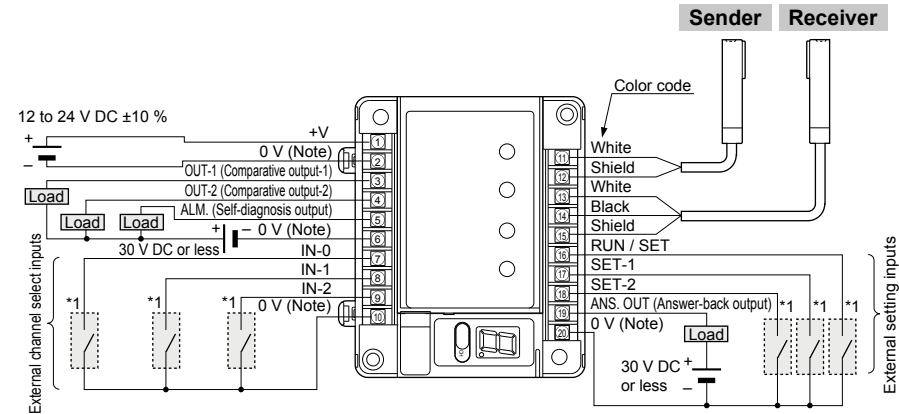 Sender
Receiver
Color code
12 to 24 V DC ±10 %
+
–
+V
0 V (Note)
OUT-1 (Comparative output-1)
OUT-2 (Comparative output-2)
ALM. (Self-diagnosis output)
0 V (Note)
IN-0
IN-1
IN-2
0 V (Note)
Load
Load
Load
+
–
30 V DC or less
External channel select inputs
*1
*1
*1
1
2
3
4
5
6
7
8
9
10
11
12
13
14
15
16
17
18
19
20
White
Shield
White
Black
Shield
RUN / SET
SET-1
SET-2
ANS. OUT (Answer-back output)
0 V (Note)
Load
30 V DC
or less
+
–
*1
*1
*1
External setting inputs